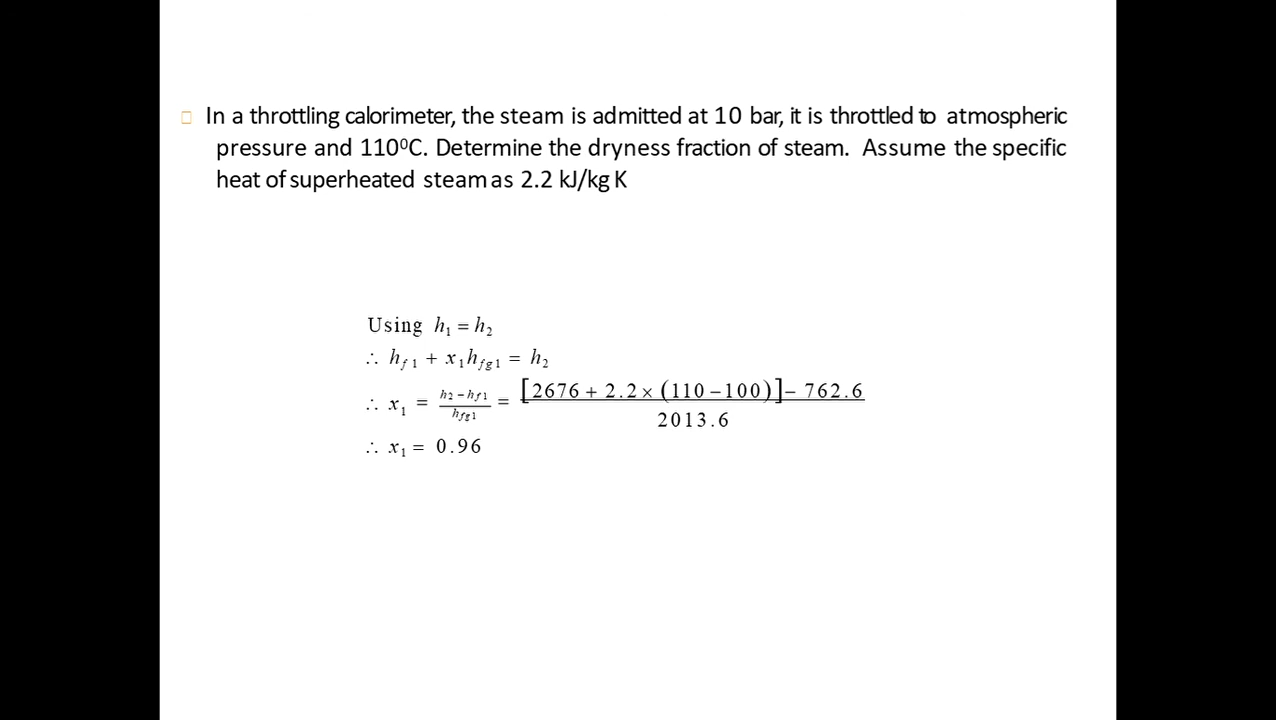 In a throttling calorimeter, the steam is admitted at 10 bar, it is throttled to atmospheric
pressure and 110⁰C. Determine the dryness fraction of steam. Assume the specific
heat of superheated steam as 2.2 kJ/kg K
Using h₁ = h₂
∴ h_f1 + x₁h_fg1 = h₂
∴ x₁ = (h₂ − h_f1)/h_fg1 = [2676 + 2.2 × (110 − 100)] − 762.6 / 2013.6
∴ x₁ = 0.96